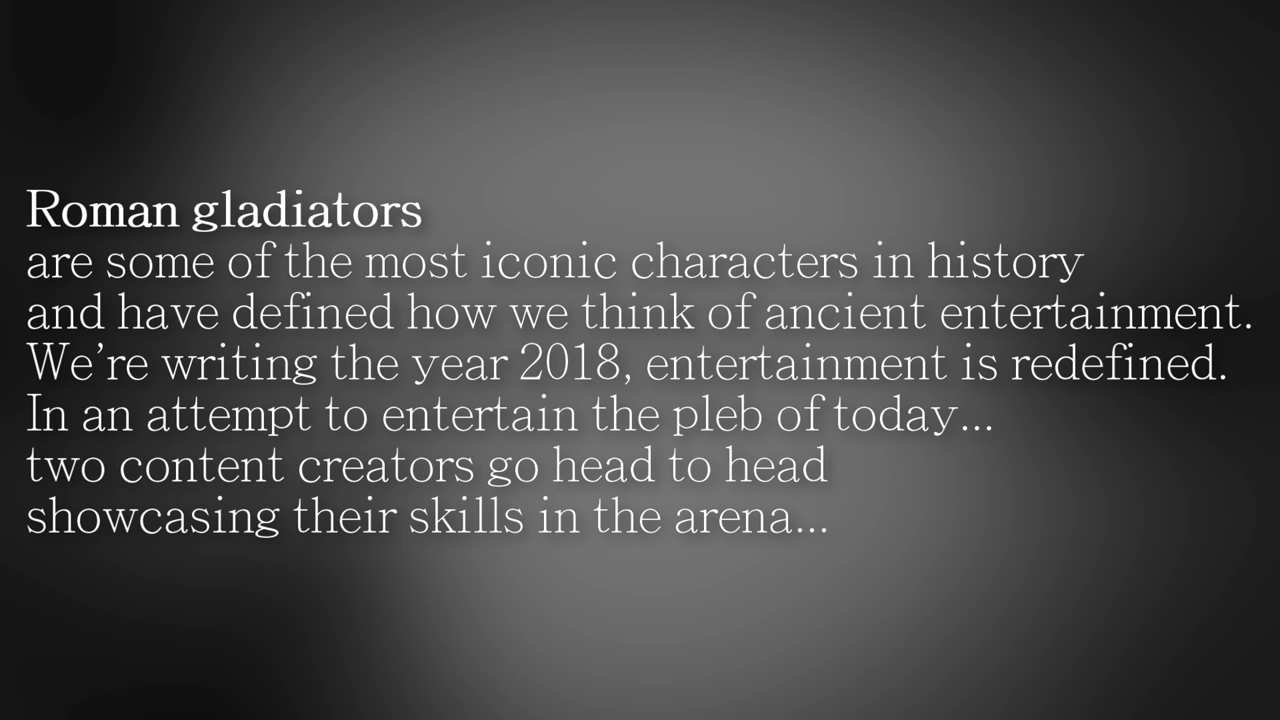 Roman gladiators
are some of the most iconic characters in history
and have defined how we think of ancient entertainment.
We’re writing the year 2018, entertainment is redefined.
In an attempt to entertain the pleb of today...
two content creators go head to head
showcasing their skills in the arena...